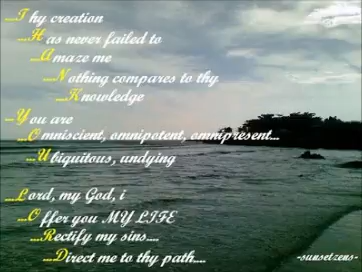 ...Thy creation
...Has never failed to
...Amaze me
...Nothing compares to thy
...Knowledge
...You are
...Omniscient, omnipotent, omnipresent...
...Ubiquitous, undying
...Lord, my God, i
...Offer you MY LIFE
...Rectify my sins....
...Direct me to thy path....
-sunsetzens-